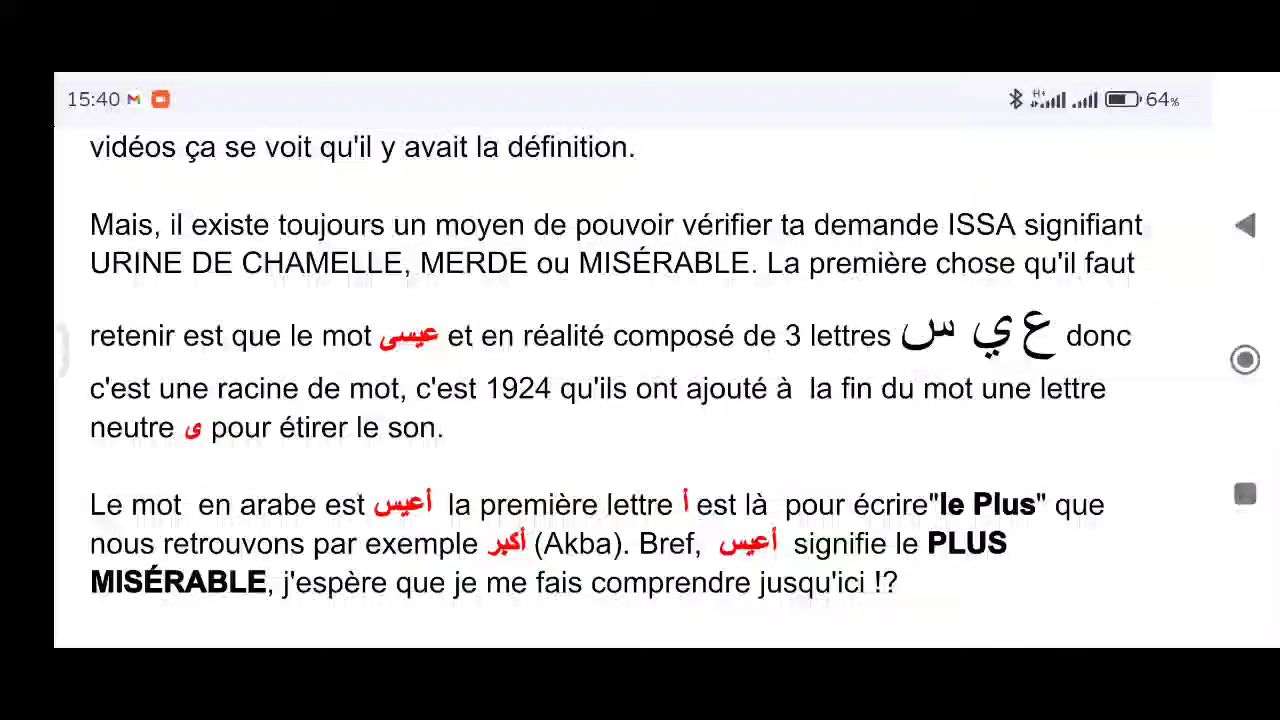 15:40 64%
vidéos ça se voit qu'il y avait la définition.
Mais, il existe toujours un moyen de pouvoir vérifier ta demande ISSA signifiant
URINE DE CHAMELLE, MERDE ou MISÉRABLE. La première chose qu'il faut
retenir est que le mot عيسى et en réalité composé de 3 lettres ع ي س donc
c'est une racine de mot, c'est 1924 qu'ils ont ajouté à la fin du mot une lettre
neutre ى pour étirer le son.
Le mot en arabe est أعيس la première lettre أ est là pour écrire"le Plus" que
nous retrouvons par exemple أكبر (Akba). Bref, أعيس signifie le PLUS
MISÉRABLE, j'espère que je me fais comprendre jusqu'ici !?